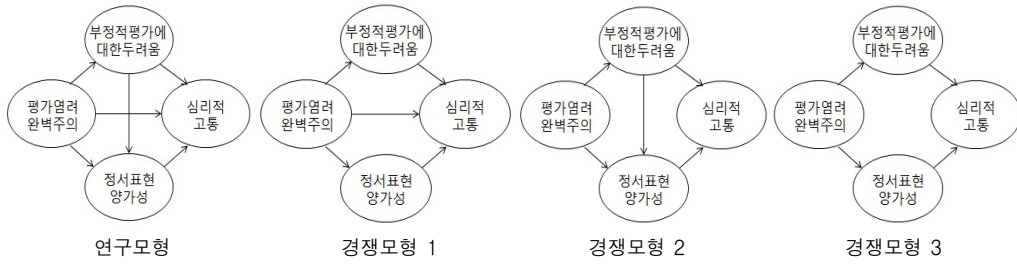 부정적평가에
대한두려움
평가염려
완벽주의
심리적
고통
정서표현
양가성
연구모형
부정적평가에
대한두려움
평가염려
완벽주의
심리적
고통
정서표현
양가성
경쟁모형 1
부정적평가에
대한두려움
평가염려
완벽주의
심리적
고통
정서표현
양가성
경쟁모형 2
부정적평가에
대한두려움
평가염려
완벽주의
심리적
고통
정서표현
양가성
경쟁모형 3